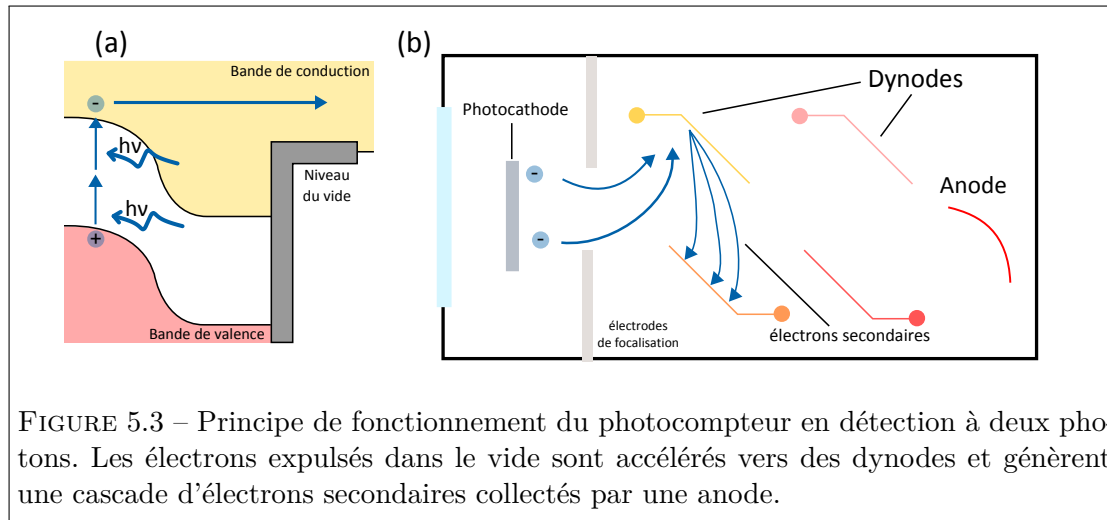 (a)
Bande de conduction
-
hν
hν
+
Niveau
du vide
Bande de valence
(b)
Photocathode
-
-
Dynodes
Anode
électrodes
de focalisation
électrons secondaires
FIGURE 5.3 – Principe de fonctionnement du photocompteur en détection à deux pho-
tons. Les électrons expulsés dans le vide sont accélérés vers des dynodes et génèrent
une cascade d'électrons secondaires collectés par une anode.